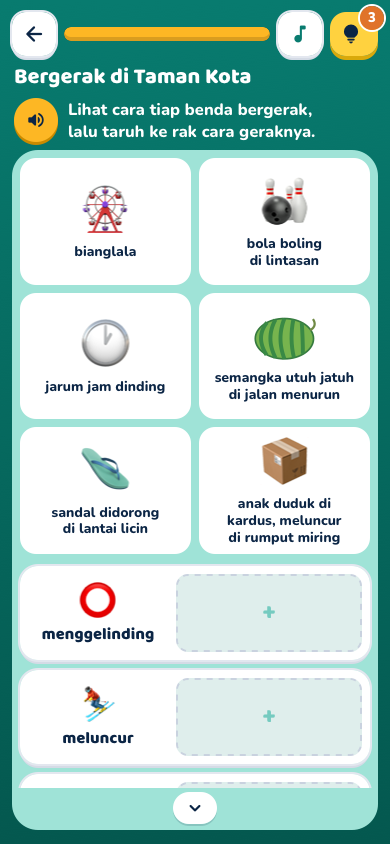 3
Bergerak di Taman Kota
Lihat cara tiap benda bergerak,
lalu taruh ke rak cara geraknya.
bianglala
bola boling
di lintasan
jarum jam dinding
semangka utuh jatuh
di jalan menurun
sandal didorong
di lantai licin
anak duduk di
kardus, meluncur
di rumput miring
menggelinding
+
meluncur
+